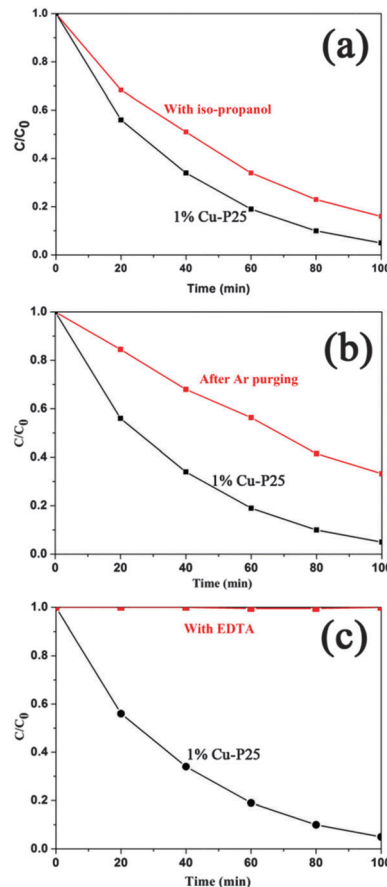 (a)
1.0
0.8
0.6
0.4
0.2
0.0
C/C0
With iso-propanol
1% Cu-P25
0 20 40 60 80 100
Time (min)
(b)
1.0
0.8
0.6
0.4
0.2
0.0
C/C0
After Ar purging
1% Cu-P25
0 20 40 60 80 100
Time (min)
(c)
1.0
0.8
0.6
0.4
0.2
0.0
C/C0
With EDTA
1% Cu-P25
0 20 40 60 80 100
Time (min)